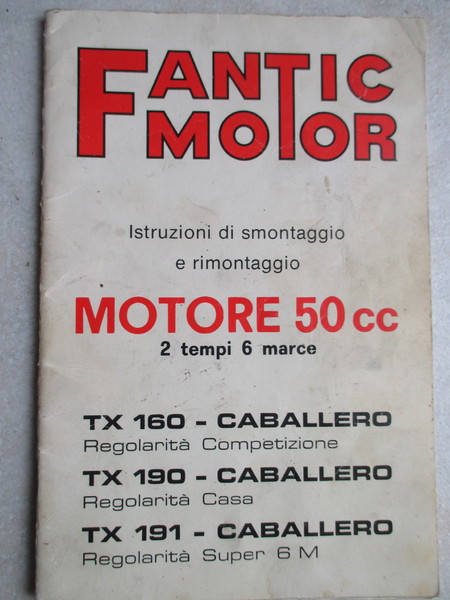 FANTIC
MOTOR
Istruzioni di smontaggio
e rimontaggio
MOTORE 50 cc
2 tempi 6 marce
TX 160 - CABALLERO
Regolarità Competizione
TX 190 - CABALLERO
Regolarità Casa
TX 191 - CABALLERO
Regolarità Super 6 M